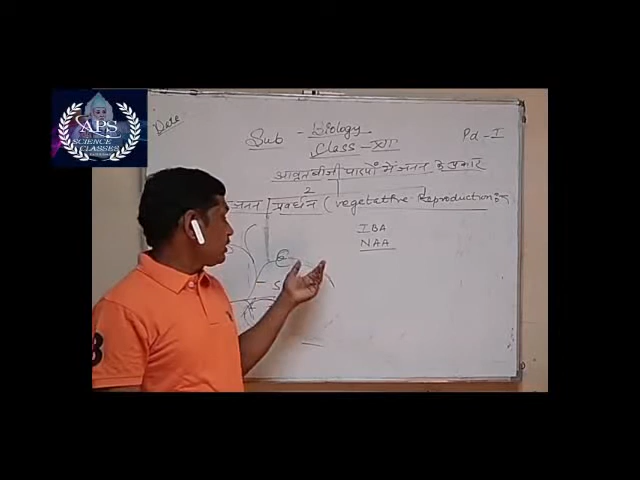 APS
SCIENCE
CLASSES
Date
Sub - Biology
Pd - I
Class - XII
आवृतबीजी पादपों में जनन के प्रकार
2
जनन / प्रवर्धन ( vegetative Reproduction
IBA
NAA